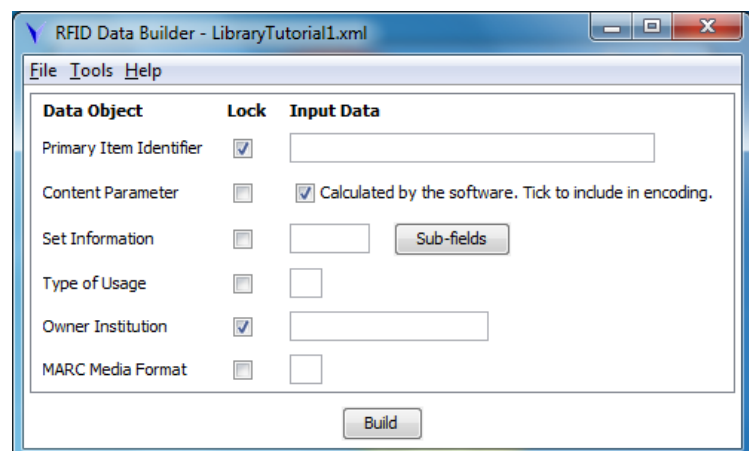 RFID Data Builder - LibraryTutorial1.xml
File Tools Help
Data Object Lock Input Data
Primary Item Identifier
Content Parameter Calculated by the software. Tick to include in encoding.
Set Information Sub-fields
Type of Usage
Owner Institution
MARC Media Format
Build